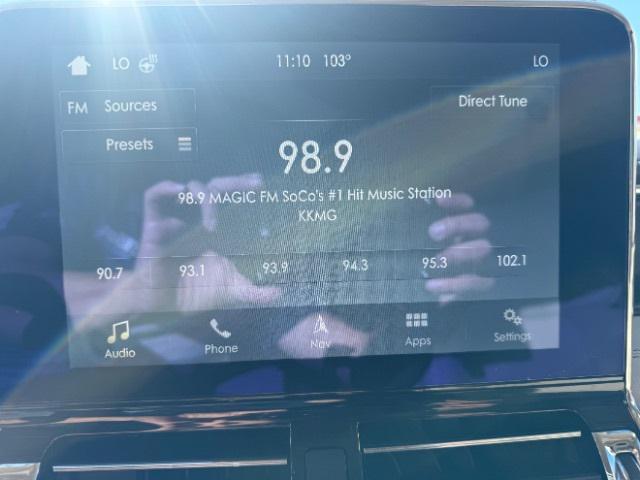 LO 11:10 103° LO
FM Sources
Direct Tune
Presets
98.9
98.9 MAGIC FM SoCo's #1 Hit Music Station
KKMG
90.7 93.1 93.9 94.3 95.3 102.1
Audio Phone Nav Apps Settings